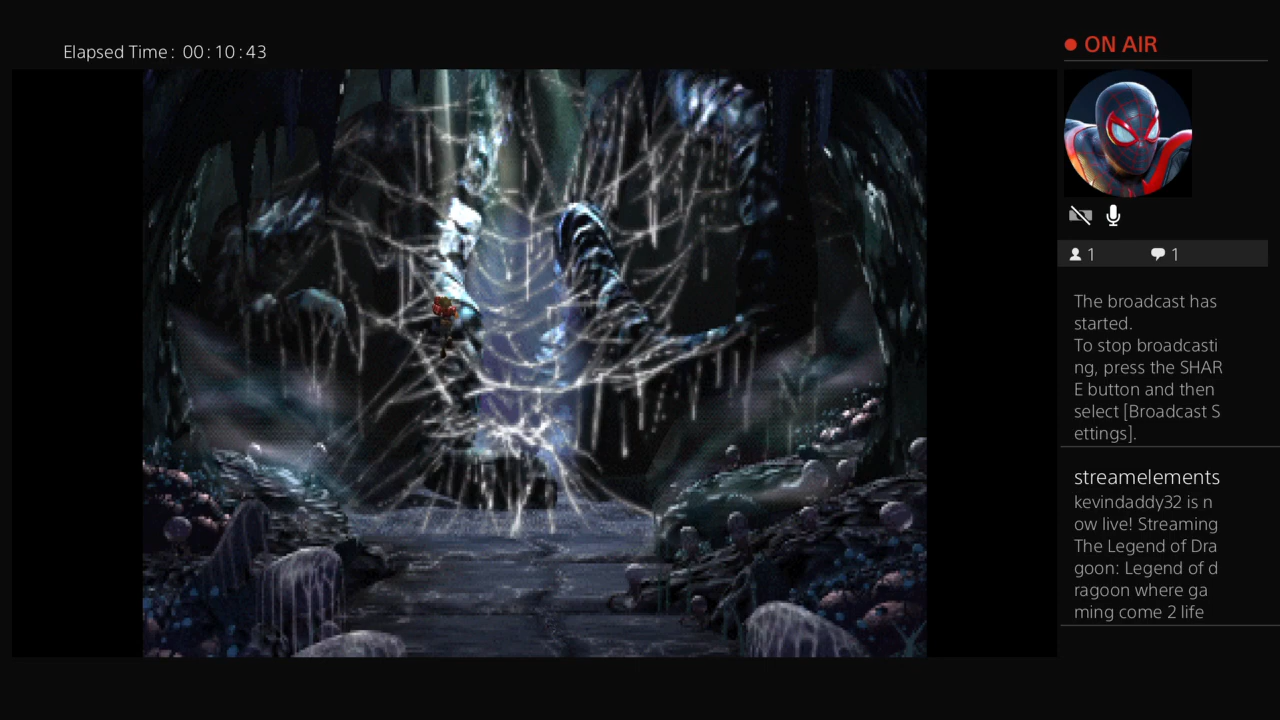 Elapsed Time: 00:10:43
ON AIR
1
1
The broadcast has
started.
To stop broadcasti
ng, press the SHAR
E button and then
select [Broadcast S
ettings].
streamelements
kevindaddy32 is n
ow live! Streaming
The Legend of Dra
goon: Legend of d
ragoon where ga
ming come 2 life